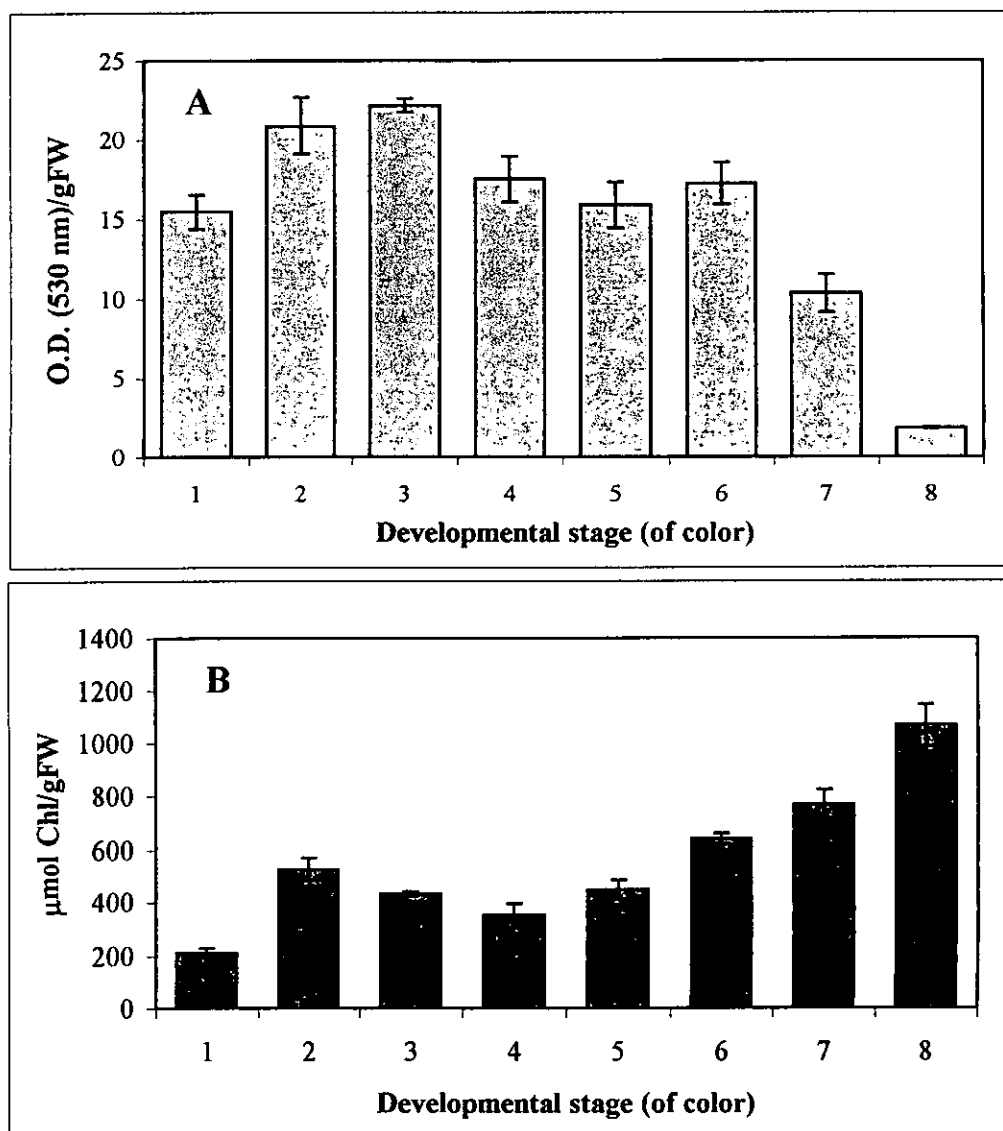 A
O.D. (530 nm)/gFW
25
20
15
10
5
0
1 2 3 4 5 6 7 8
Developmental stage (of color)
B
μmol Chl/gFW
1400
1200
1000
800
600
400
200
0
1 2 3 4 5 6 7 8
Developmental stage (of color)